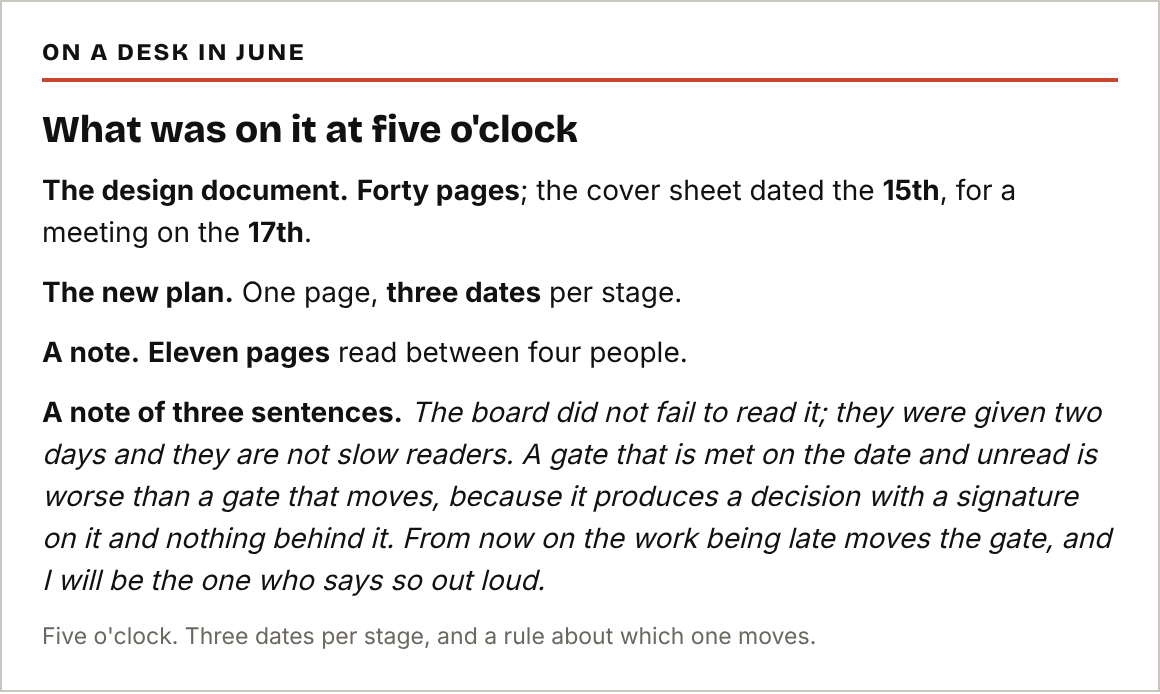 ON A DESK IN JUNE
What was on it at five o'clock
The design document. Forty pages; the cover sheet dated the 15th, for a
meeting on the 17th.
The new plan. One page, three dates per stage.
A note. Eleven pages read between four people.
A note of three sentences. The board did not fail to read it; they were given two
days and they are not slow readers. A gate that is met on the date and unread is
worse than a gate that moves, because it produces a decision with a signature
on it and nothing behind it. From now on the work being late moves the gate, and
I will be the one who says so out loud.
Five o'clock. Three dates per stage, and a rule about which one moves.